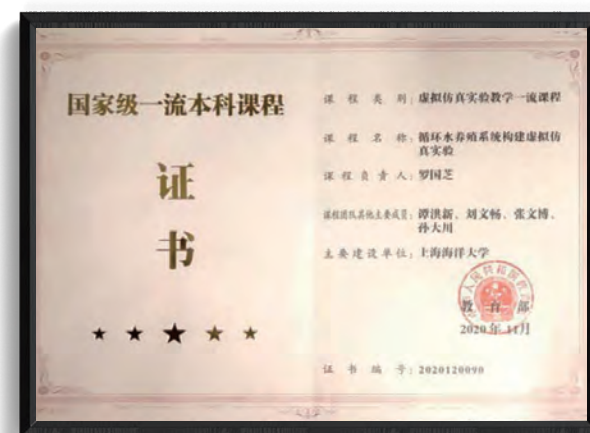 国家级一流本科课程
证
书
课程类别：虚拟仿真实验教学一流课程
课程名称：循环水养殖系统构建虚拟仿
真实验
课程负责人：罗国芝
课程团队其他主要成员：谭洪新、刘文畅、张文博、
孙大川
主要建设单位：上海海洋大学
教育部
2020年 11月
证书编号：2020120090